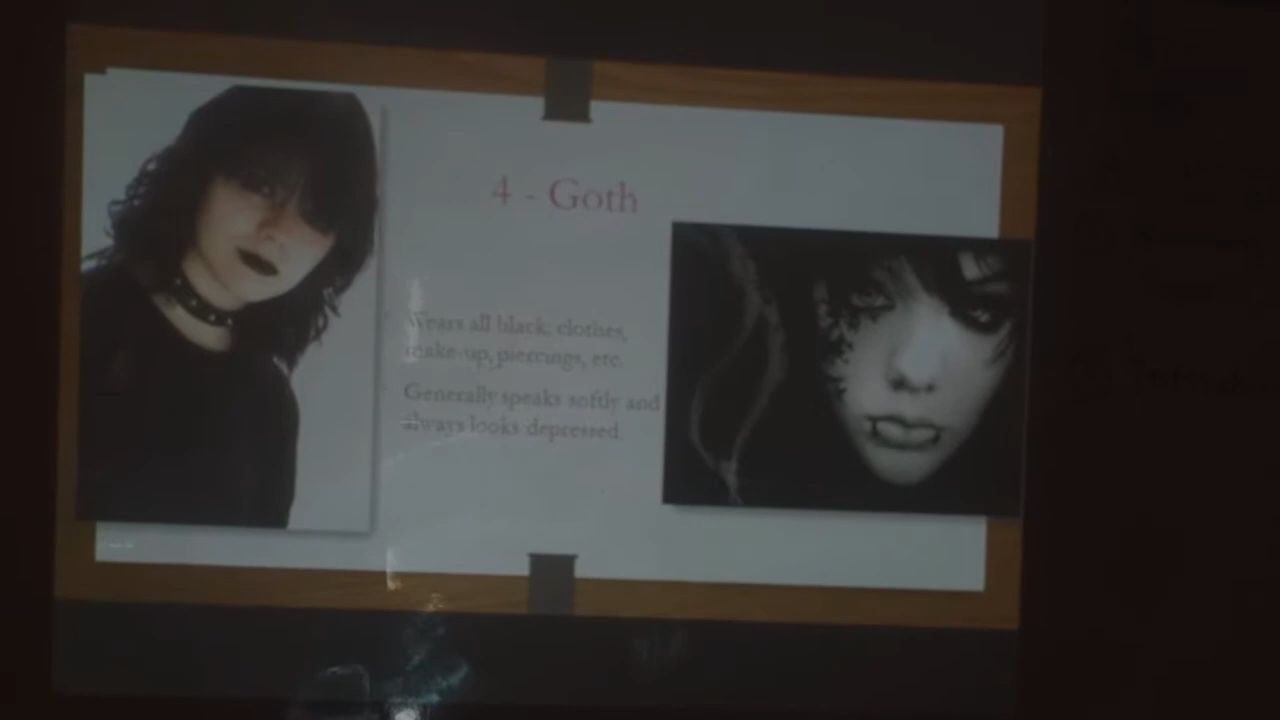 4 - Goth
Wears all black: clothes,
make-up, piercings, etc.
Generally speaks softly and
always looks depressed.